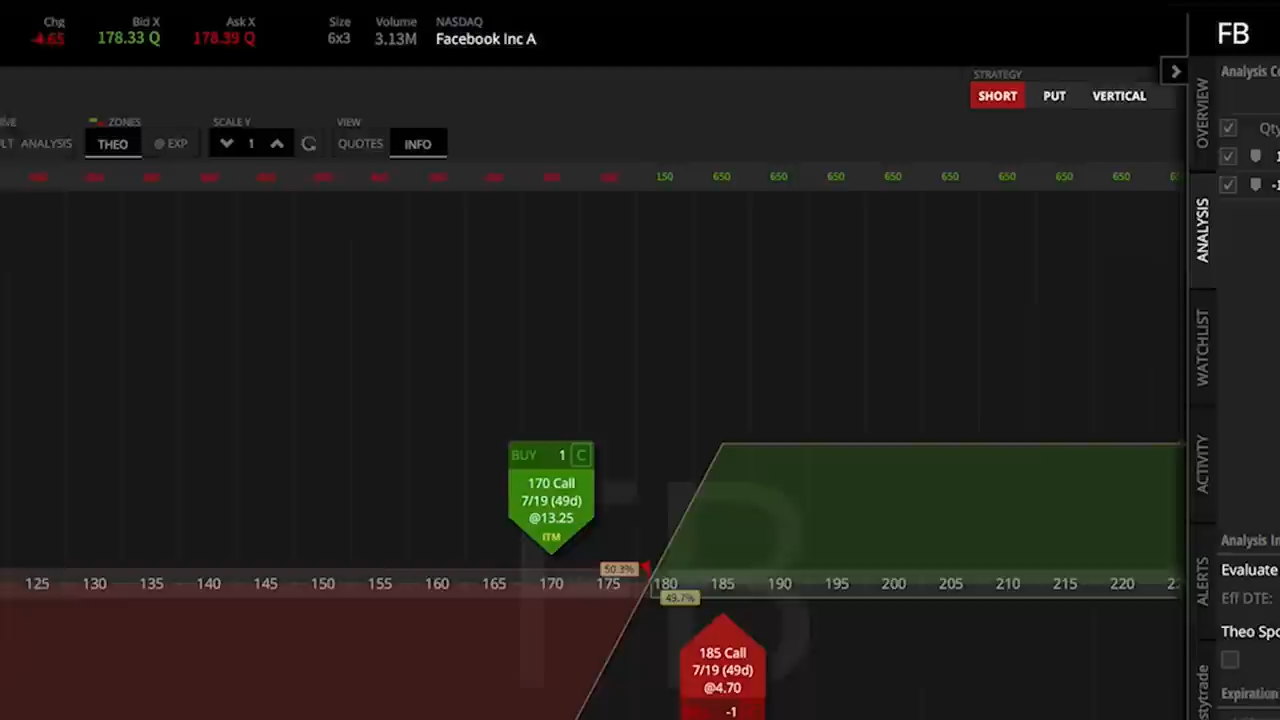 Chg Bid X Ask X Size Volume NASDAQ
-4.65 178.33 Q 178.39 Q 6x3 3.13M Facebook Inc A
FB
STRATEGY
SHORT PUT VERTICAL
Analysis
ZONES SCALE Y VIEW
ANALYSIS THEO EXP 1 QUOTES INFO
150 650 650 650 650 650 650 650 650
OVERVIEW
ANALYSIS
WATCHLIST
ACTIVITY
ALERTS
BUY 1 C
170 Call
7/19 (49d)
@13.25
ITM
50.3%
125 130 135 140 145 150 155 160 165 170 175 180 185 190 195 200 205 210 215 220
49.7%
185 Call
7/19 (49d)
@4.70
-1
Analysis
Evaluate
Eff DTE:
Theo
Expiration